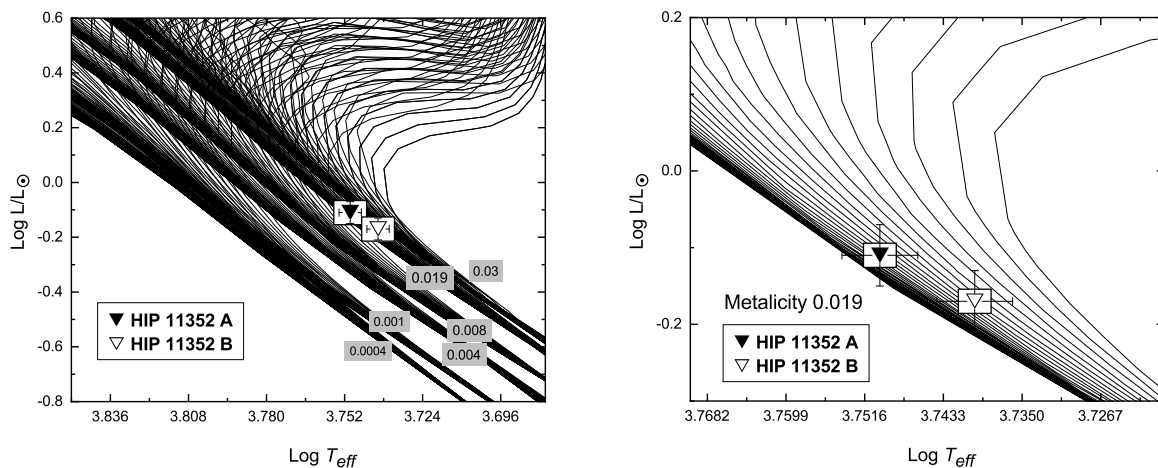 0.6
0.4
0.2
0.0
-0.2
-0.4
-0.6
-0.8
Log L/L☉
0.03
0.019
0.001
0.008
0.0004
0.004
▼ HIP 11352 A
▽ HIP 11352 B
3.836 3.808 3.780 3.752 3.724 3.696
Log Teff
0.2
0.0
-0.2
Log L/L☉
Metalicity 0.019
▼ HIP 11352 A
▽ HIP 11352 B
3.7682 3.7599 3.7516 3.7433 3.7350 3.7267
Log Teff